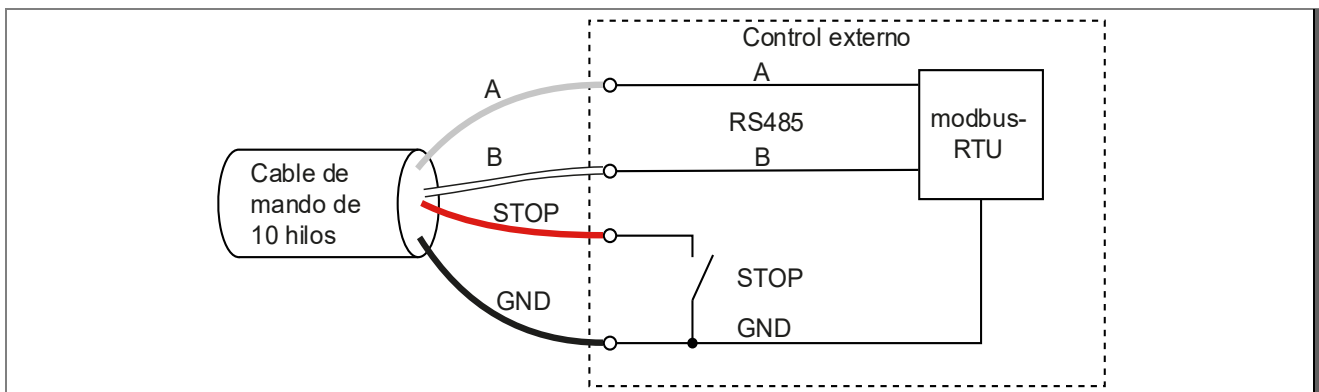 Control externo
A
A
RS485
modbus-
RTU
B
B
Cable de
mando de
10 hilos
STOP
STOP
GND
GND